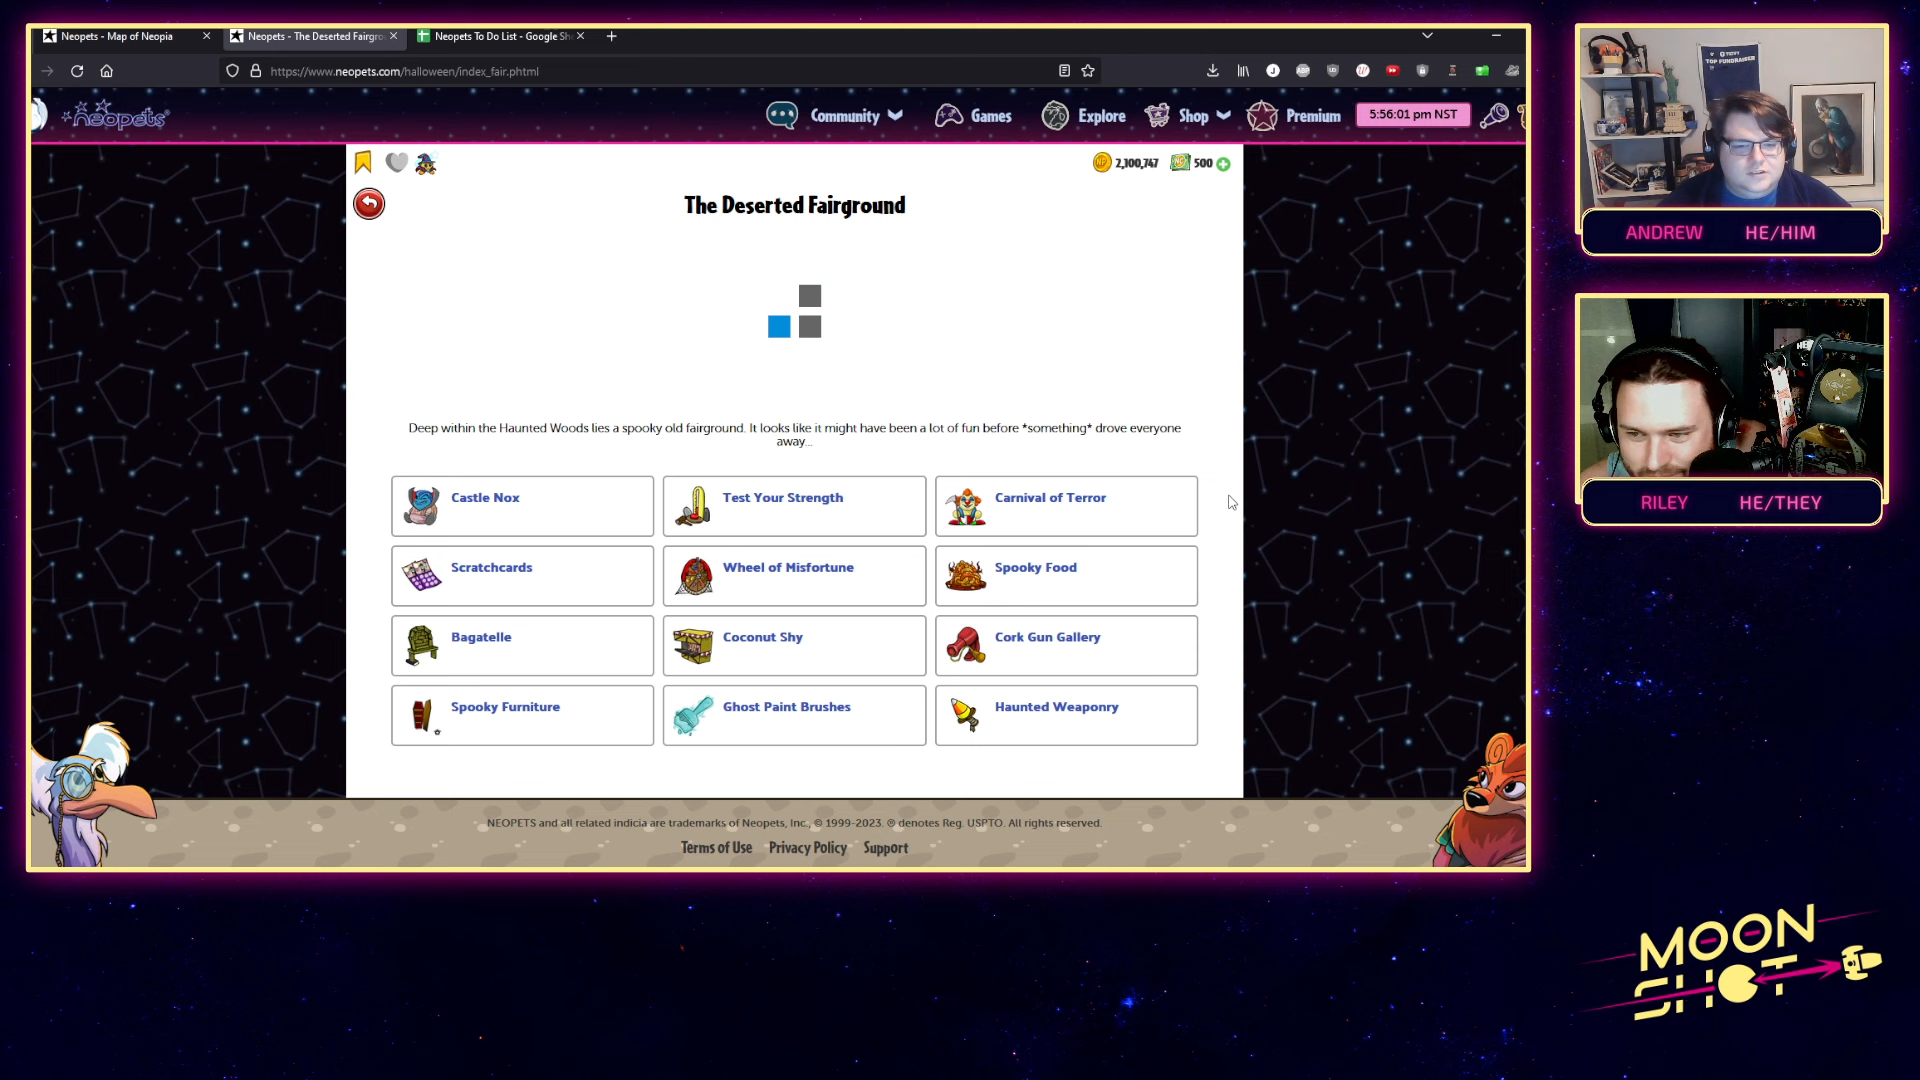 Neopets - Map of Neopia
Neopets - The Deserted Fairgro
Neopets To Do List - Google She
https://www.neopets.com/halloween/index_fair.phtml
neopets
Community
Games
Explore
Shop
Premium
5:56:01 pm NST
NP 2,100,747
NC 500
The Deserted Fairground
Deep within the Haunted Woods lies a spooky old fairground. It looks like it might have been a lot of fun before *something* drove everyone
away...
Castle Nox
Test Your Strength
Carnival of Terror
Scratchcards
Wheel of Misfortune
Spooky Food
Bagatelle
Coconut Shy
Cork Gun Gallery
Spooky Furniture
Ghost Paint Brushes
Haunted Weaponry
NEOPETS and all related indicia are trademarks of Neopets, Inc., © 1999-2023. ® denotes Reg. USPTO. All rights reserved.
Terms of Use Privacy Policy Support
TOP FUNDRAISER
ANDREW HE/HIM
RILEY HE/THEY
MOON
SHOT